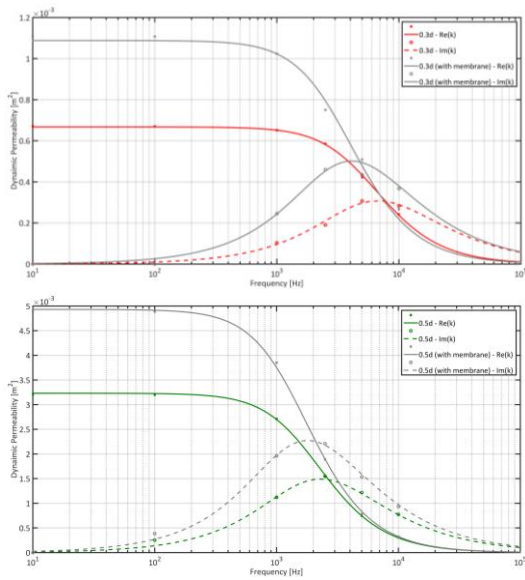 ×10⁻³
1.2
1
0.8
0.6
0.4
0.2
0
Dynaimic Permeability [m²]
0.3d - Re(k)
0.3d - Im(k)
0.3d (with membrane) - Re(k)
0.3d (with membrane) - Im(k)
10¹ 10² 10³ 10⁴ 10⁵
Frequency [Hz]
×10⁻³
5
4.5
4
3.5
3
2.5
2
1.5
1
0.5
0
Dynaimic Permeability [m²]
0.5d - Re(k)
0.5d - Im(k)
0.5d (with membrane) - Re(k)
0.5d (with membrane) - Im(k)
10¹ 10² 10³ 10⁴ 10⁵
Frequency [Hz]